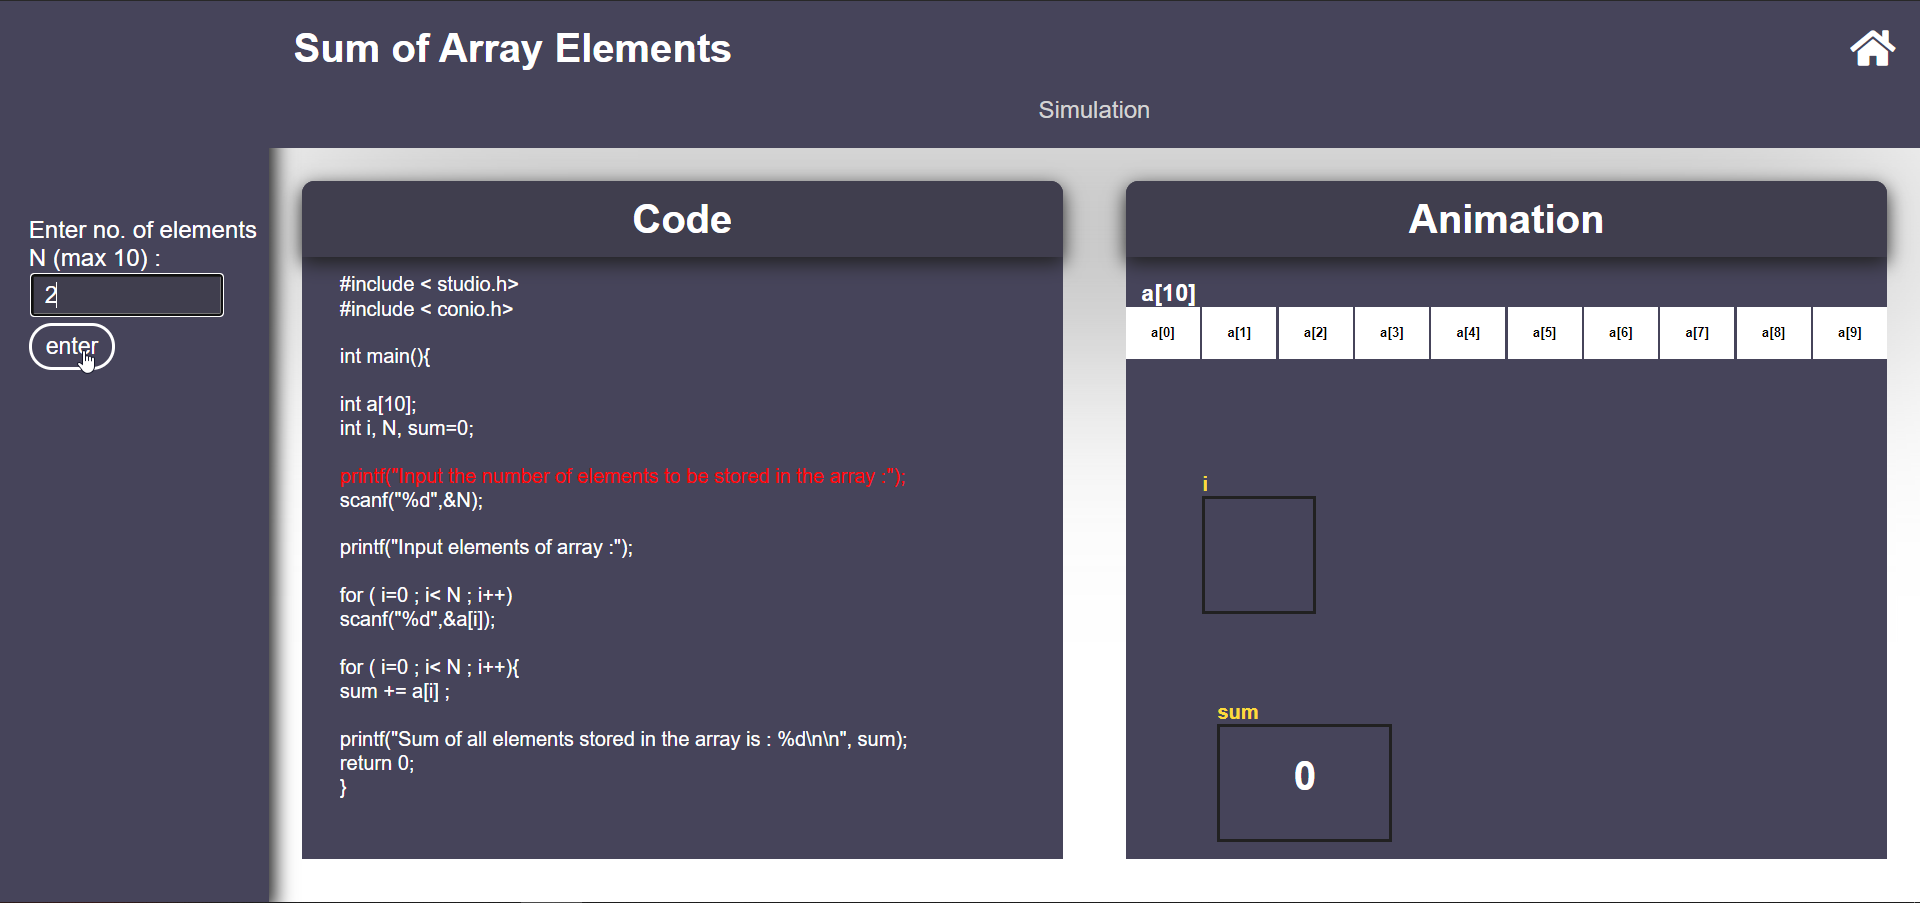 Sum of Array Elements
Simulation
Enter no. of elements
N (max 10) :
2
enter
Code
#include < studio.h>
#include < conio.h>
int main(){
int a[10];
int i, N, sum=0;
printf("Input the number of elements to be stored in the array :");
scanf("%d",&N);
printf("Input elements of array :");
for ( i=0 ; i< N ; i++)
scanf("%d",&a[i]);
for ( i=0 ; i< N ; i++){
sum += a[i] ;
printf("Sum of all elements stored in the array is : %d\n\n", sum);
return 0;
}
Animation
a[10]
a[0] a[1] a[2] a[3] a[4] a[5] a[6] a[7] a[8] a[9]
i
sum
0